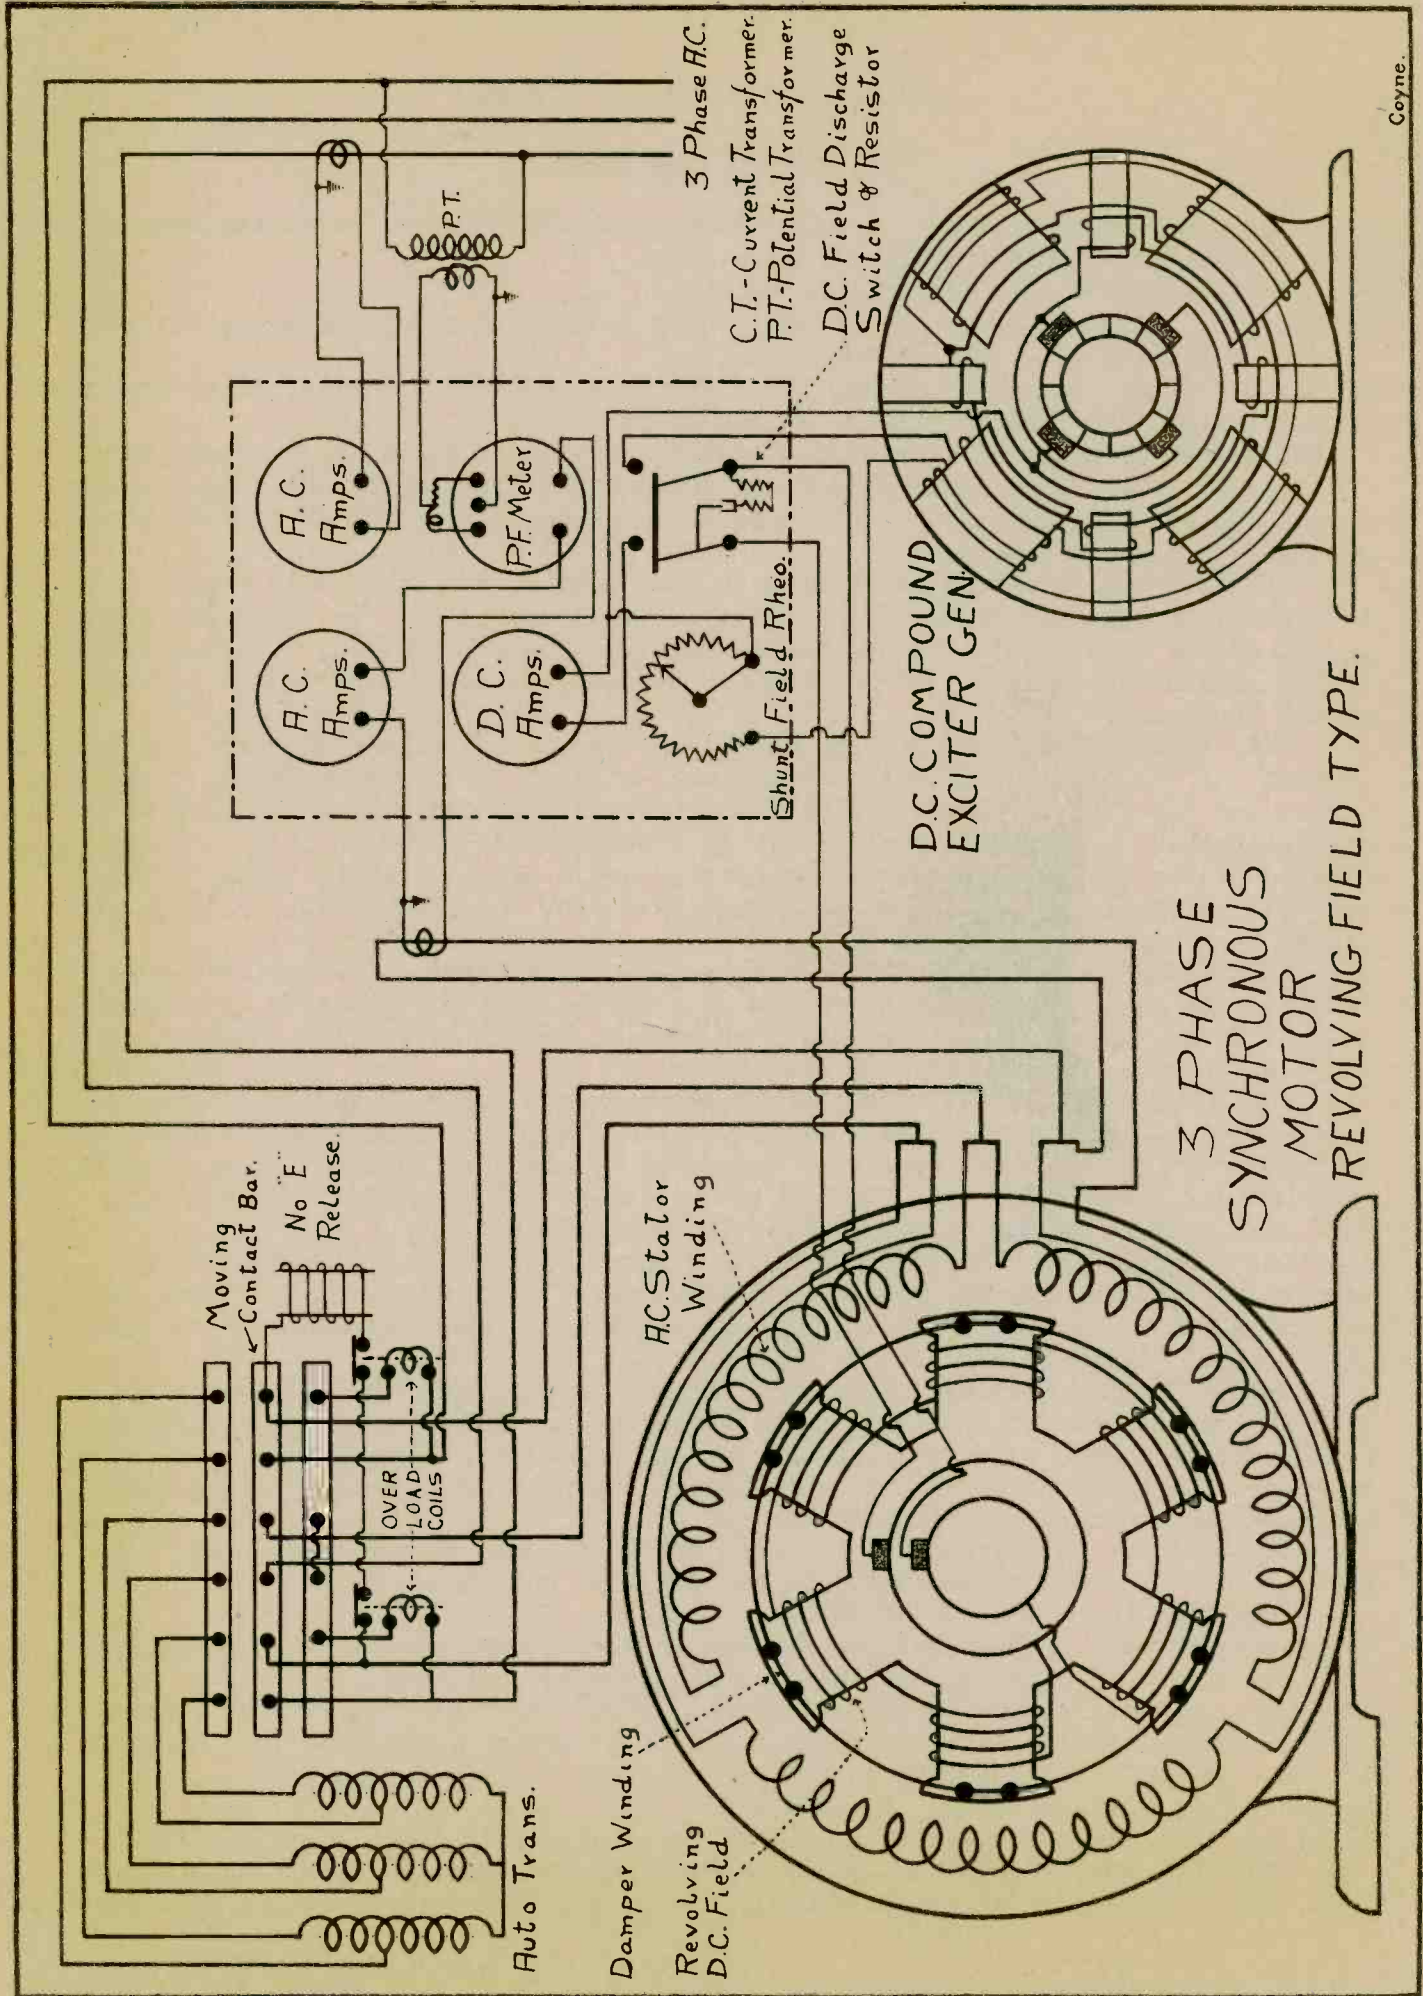 Moving
Contact Bar.
No "E"
Release.
OVER
LOAD
COILS
Auto Trans.
A.C.
Amps.
A.C.
Amps.
D.C.
Amps.
P.F. Meter
Shunt Field Rheo.
P.T.
3 Phase A.C.
C.T.-Current Transformer.
P.T.-Potential Transformer.
D.C. Field Discharge
Switch & Resistor
A.C. Stator
Winding
Damper Winding
Revolving
D.C. Field
D.C. COMPOUND
EXCITER GEN.
3 PHASE
SYNCHRONOUS
MOTOR
REVOLVING FIELD TYPE.
Coyne.